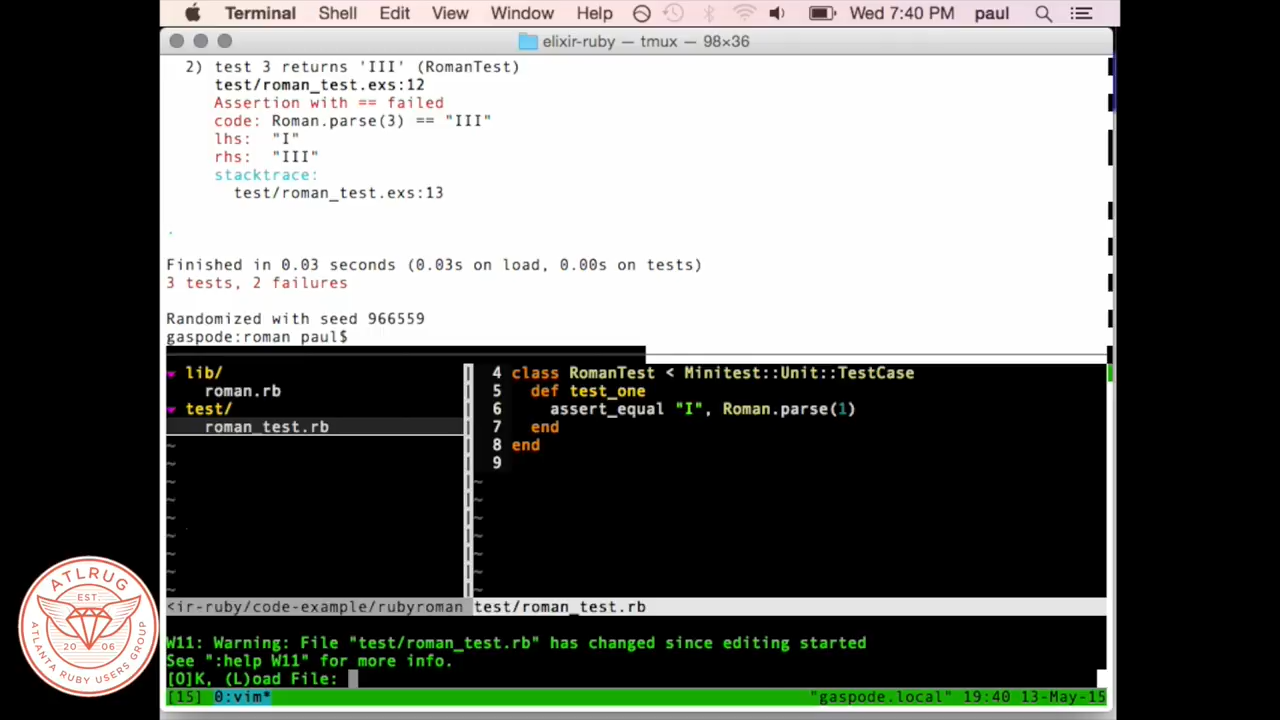 Terminal Shell Edit View Window Help Wed 7:40 PM paul
elixir-ruby — tmux — 98×36
2) test 3 returns 'III' (RomanTest)
test/roman_test.exs:12
Assertion with == failed
code: Roman.parse(3) == "III"
lhs: "I"
rhs: "III"
stacktrace:
test/roman_test.exs:13
.
Finished in 0.03 seconds (0.03s on load, 0.00s on tests)
3 tests, 2 failures
Randomized with seed 966559
gaspode:roman paul$
▼ lib/
roman.rb
▼ test/
roman_test.rb
~
~
~
~
~
~
~
~
~
4 class RomanTest < Minitest::Unit::TestCase
5 def test_one
6 assert_equal "I", Roman.parse(1)
7 end
8 end
9
~
~
~
~
~
~
~
<ir-ruby/code-example/rubyroman test/roman_test.rb
W11: Warning: File "test/roman_test.rb" has changed since editing started
See ":help W11" for more info.
[O]K, (L)oad File:
[15] 0:vim* "gaspode.local" 19:40 13-May-15
ATLRUG
EST.
20 06
ATLANTA RUBY USERS GROUP